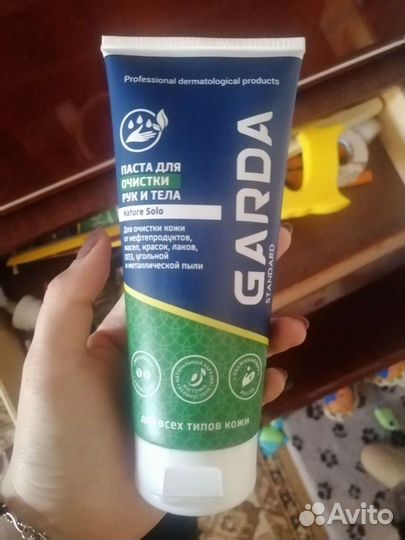 Professional dermatological products
ПАСТА ДЛЯ
ОЧИСТКИ
РУК И ТЕЛА
Nature Solo
Для очистки кожи
от нефтепродуктов,
масел, красок, лаков,
СОЗ, угольной
и металлической пыли
GARDA
STANDARD
для всех типов кожи
Avito